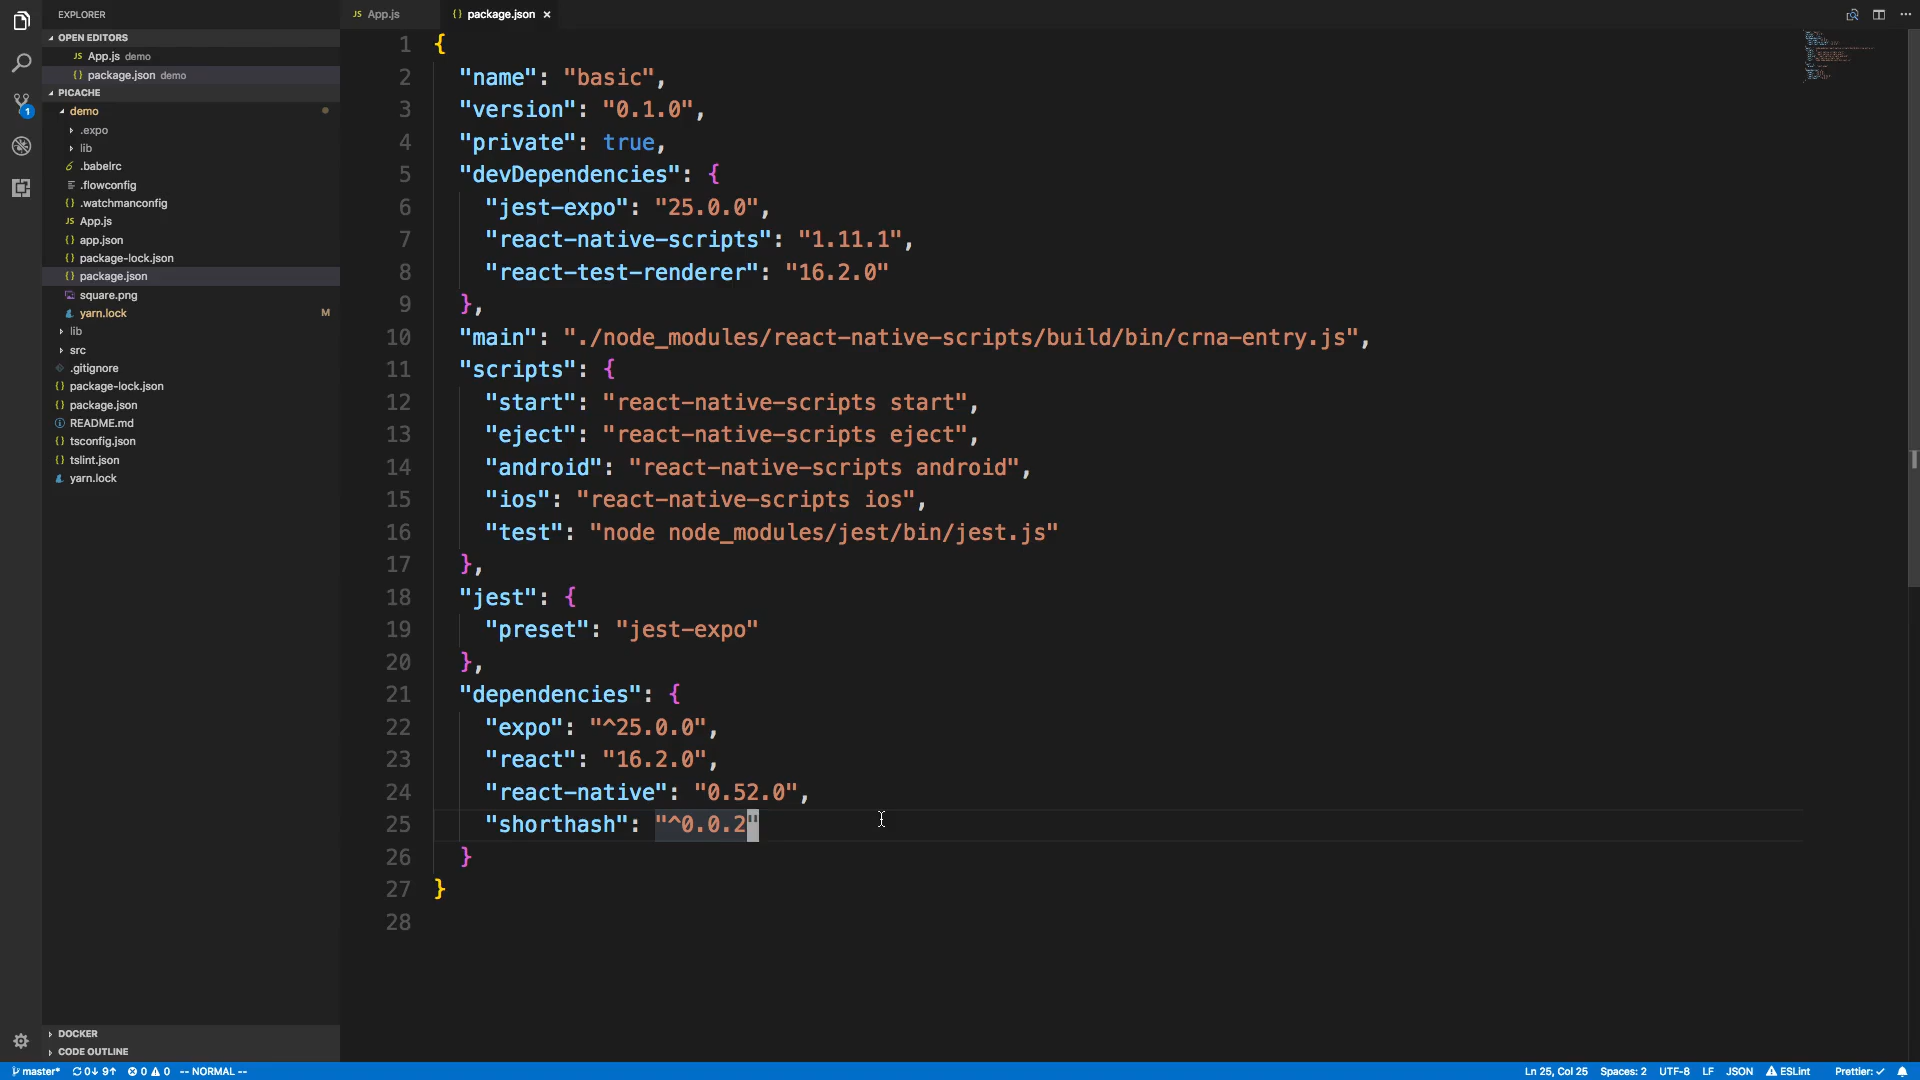 EXPLORER
OPEN EDITORS
JS App.js demo
{} package.json demo
PICACHE
demo
.expo
lib
.babelrc
.flowconfig
{} .watchmanconfig
JS App.js
{} app.json
{} package-lock.json
{} package.json
square.png
yarn.lock M
lib
src
.gitignore
{} package-lock.json
{} package.json
README.md
{} tsconfig.json
{} tslint.json
yarn.lock
DOCKER
CODE OUTLINE
JS App.js
{} package.json ×
1 {
2 "name": "basic",
3 "version": "0.1.0",
4 "private": true,
5 "devDependencies": {
6 "jest-expo": "25.0.0",
7 "react-native-scripts": "1.11.1",
8 "react-test-renderer": "16.2.0"
9 },
10 "main": "./node_modules/react-native-scripts/build/bin/crna-entry.js",
11 "scripts": {
12 "start": "react-native-scripts start",
13 "eject": "react-native-scripts eject",
14 "android": "react-native-scripts android",
15 "ios": "react-native-scripts ios",
16 "test": "node node_modules/jest/bin/jest.js"
17 },
18 "jest": {
19 "preset": "jest-expo"
20 },
21 "dependencies": {
22 "expo": "^25.0.0",
23 "react": "16.2.0",
24 "react-native": "0.52.0",
25 "shorthash": "^0.0.2"
26 }
27 }
28
1
master* 0↓ 9↑ 0 0 -- NORMAL -- Ln 25, Col 25 Spaces: 2 UTF-8 LF JSON ESLint Prettier: ✓